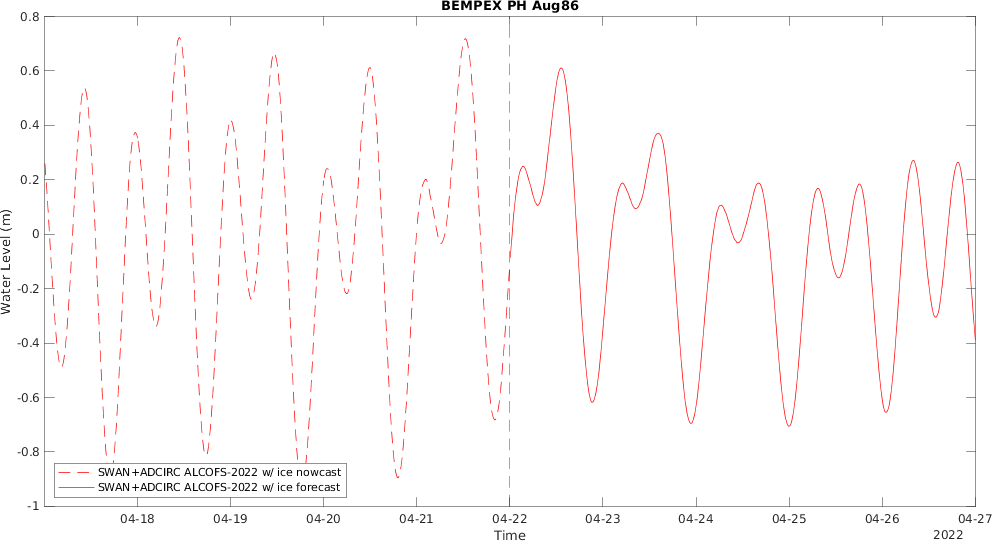 BEMPEX PH Aug86
0.8
0.6
0.4
0.2
0
-0.2
-0.4
-0.6
-0.8
-1
Water Level (m)
SWAN+ADCIRC ALCOFS-2022 w/ ice nowcast
SWAN+ADCIRC ALCOFS-2022 w/ ice forecast
04-18 04-19 04-20 04-21 04-22 04-23 04-24 04-25 04-26 04-27
Time
2022